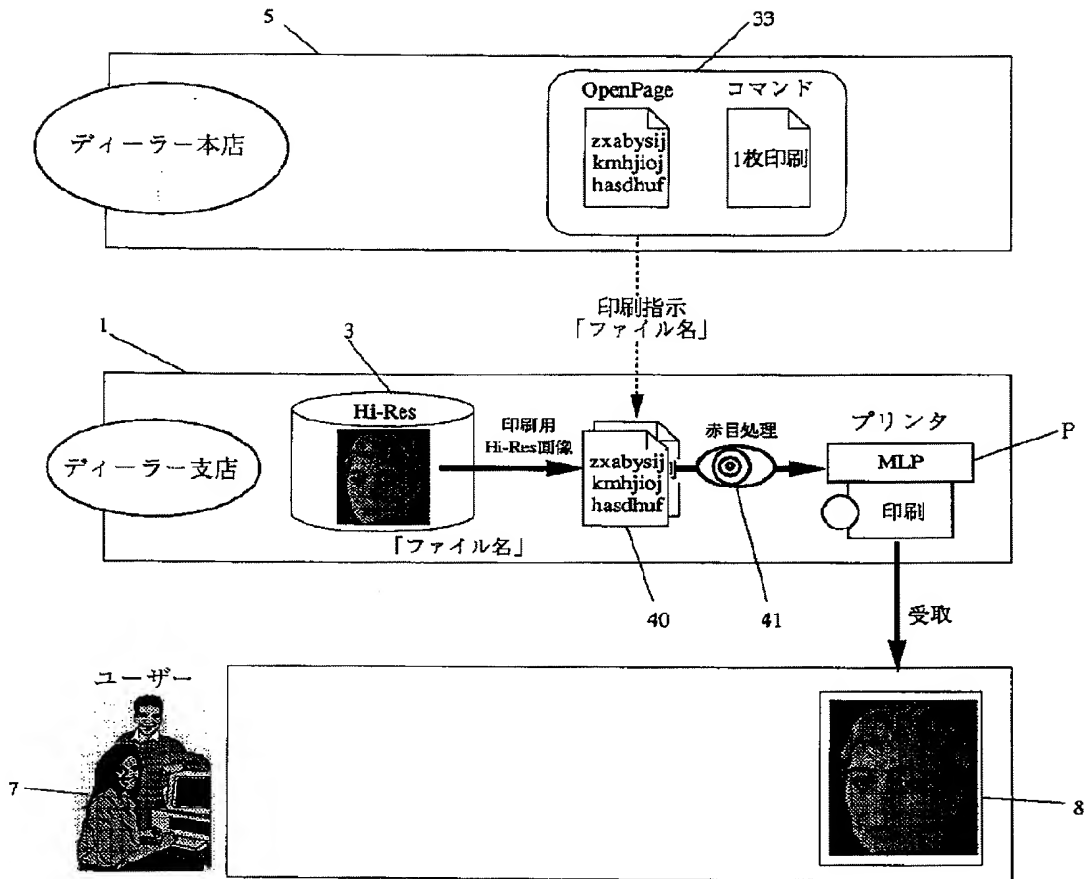 5
33
OpenPage
コマンド
ディーラー本店
zxabysij
kmhjioj
hasdhuf
1枚印刷
印刷指示
「ファイル名」
1
3
Hi-Res
印刷用
Hi-Res画像
赤目処理
プリンタ
P
ディーラー支店
zxabysij
kmhjioj
hasdhuf
MLP
印刷
「ファイル名」
40
41
受取
ユーザー
7
8